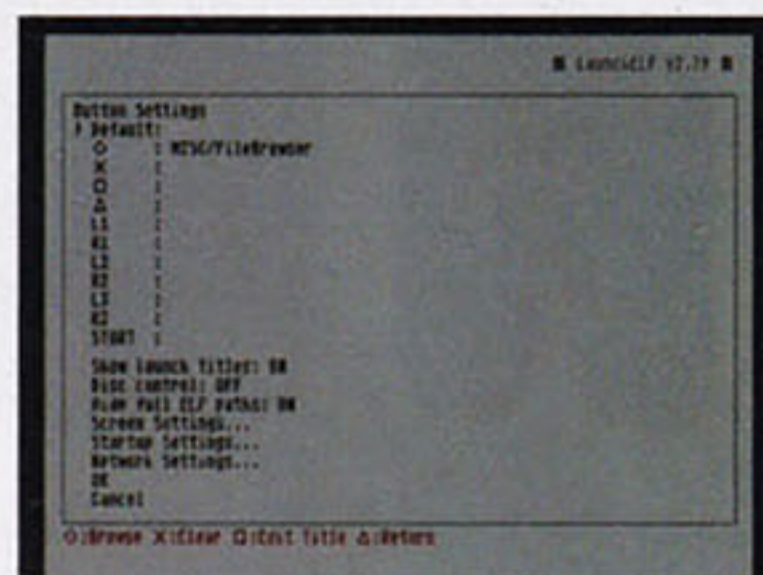 ■ LaunchELF v3.79 ■
Button Settings
Default:
○ : MISC/FileBrowser
X :
□ :
△ :
L1 :
R1 :
L2 :
R2 :
L3 :
R3 :
START :
Show launch titles: ON
Disc control: OFF
Hide full ELF paths: ON
Screen Settings...
Startup Settings...
Network Settings...
OK
Cancel
○:Browse X:Clear □:Edit Title △:Return